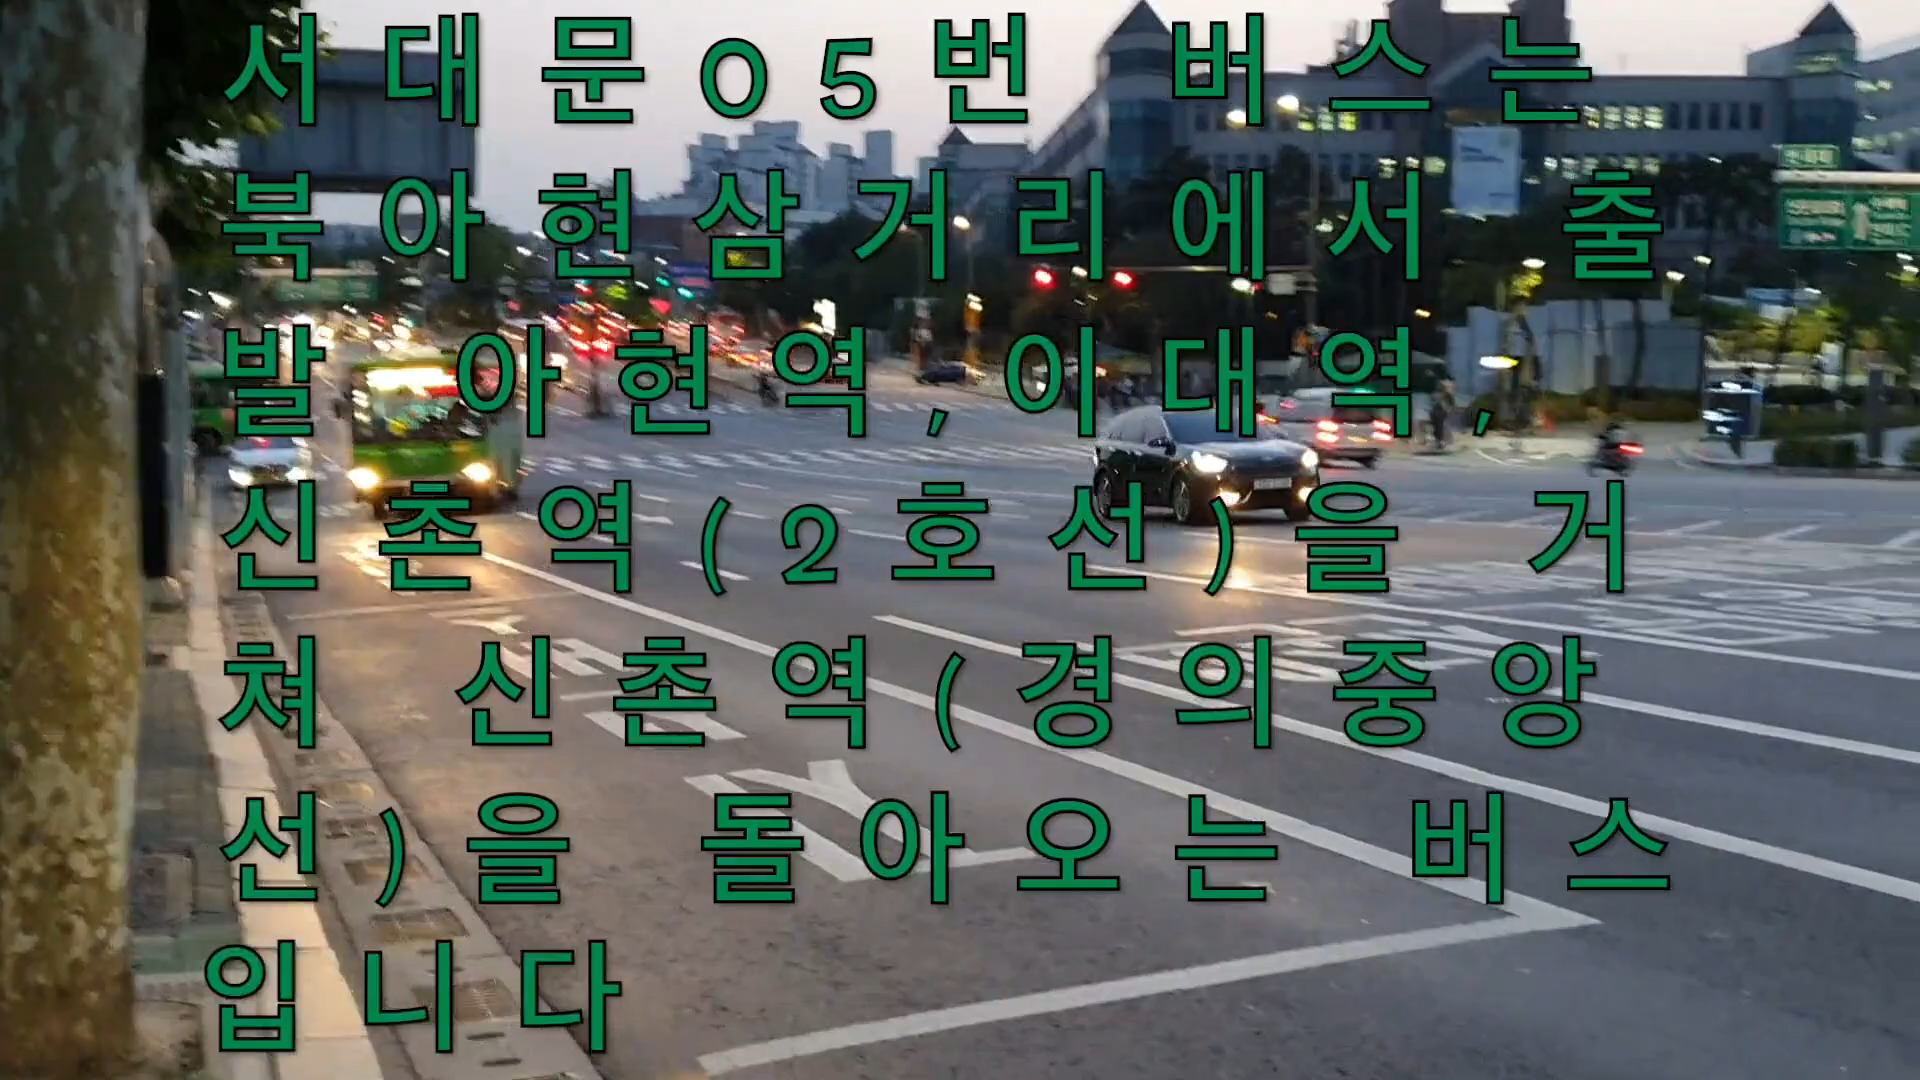 서대문05번 버스는
북아현삼거리에서 출
발 아현역,이대역,
신촌역(2호선)을 거
쳐 신촌역(경의중앙
선)을 돌아오는 버스
입니다